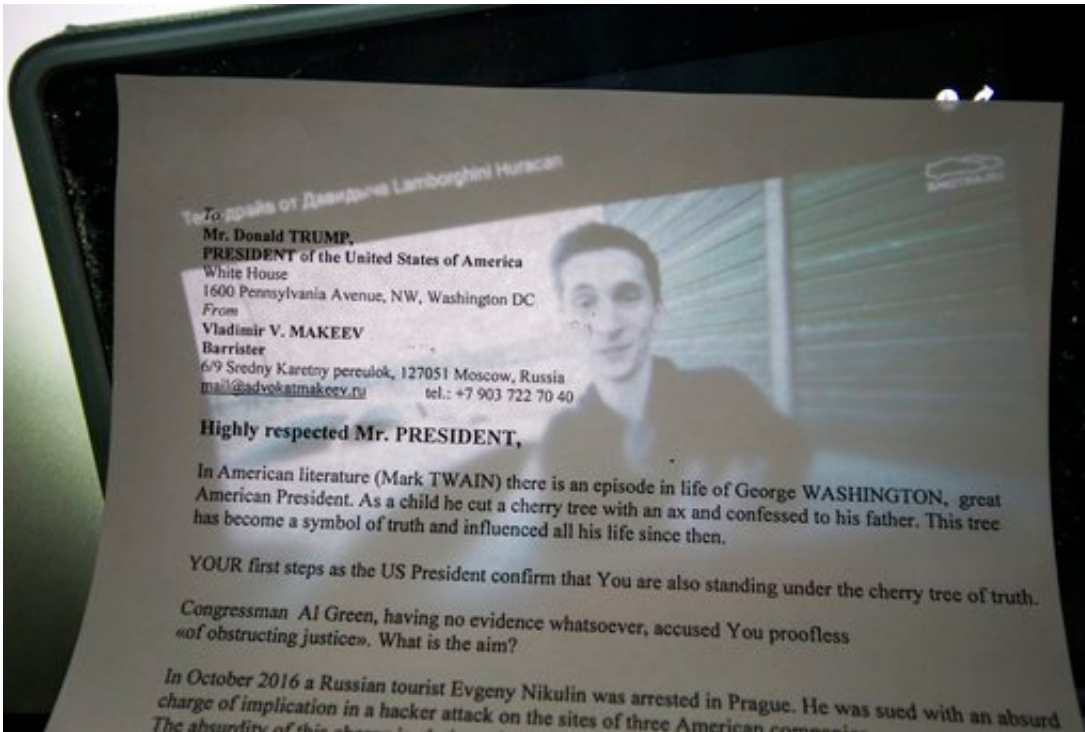 Тест-драйв от Давидыча Lamborghini Huracan
SMOTRA.RU
To:
Mr. Donald TRUMP,
PRESIDENT of the United States of America
White House
1600 Pennsylvania Avenue, NW, Washington DC
From
Vladimir V. MAKEEV
Barrister
6/9 Sredny Karetny pereulok, 127051 Moscow, Russia
mail@advokatmakeev.ru tel.: +7 903 722 70 40
Highly respected Mr. PRESIDENT,
In American literature (Mark TWAIN) there is an episode in life of George WASHINGTON, great
American President. As a child he cut a cherry tree with an ax and confessed to his father. This tree
has become a symbol of truth and influenced all his life since then.
YOUR first steps as the US President confirm that You are also standing under the cherry tree of truth.
Congressman Al Green, having no evidence whatsoever, accused You proofless
«of obstructing justice». What is the aim?
In October 2016 a Russian tourist Evgeny Nikulin was arrested in Prague. He was sued with an absurd
charge of implication in a hacker attack on the sites of three American companies
The absurdity of this charge